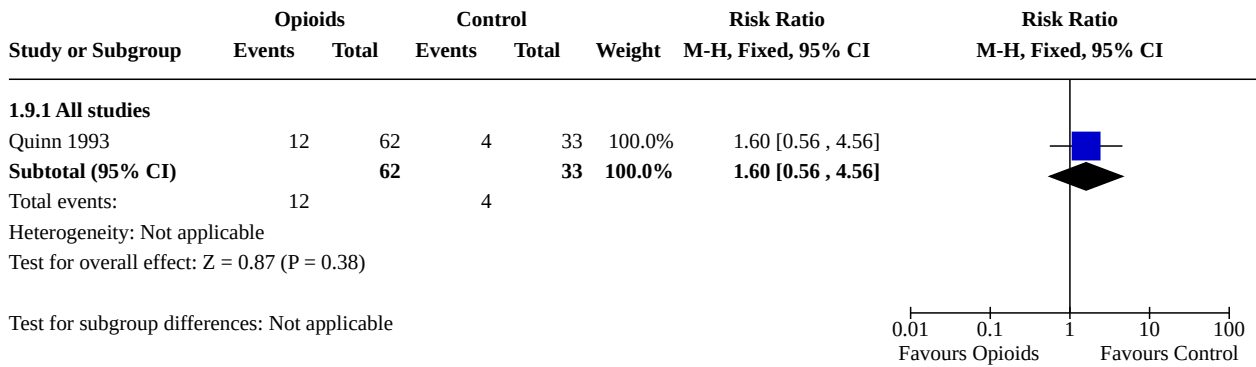 Opioids Control Risk Ratio Risk Ratio
Study or Subgroup Events Total Events Total Weight M-H, Fixed, 95% CI M-H, Fixed, 95% CI
1.9.1 All studies
Quinn 1993 12 62 4 33 100.0% 1.60 [0.56 , 4.56]
Subtotal (95% CI) 62 33 100.0% 1.60 [0.56 , 4.56]
Total events: 12 4
Heterogeneity: Not applicable
Test for overall effect: Z = 0.87 (P = 0.38)
Test for subgroup differences: Not applicable
0.01 0.1 1 10 100
Favours Opioids Favours Control